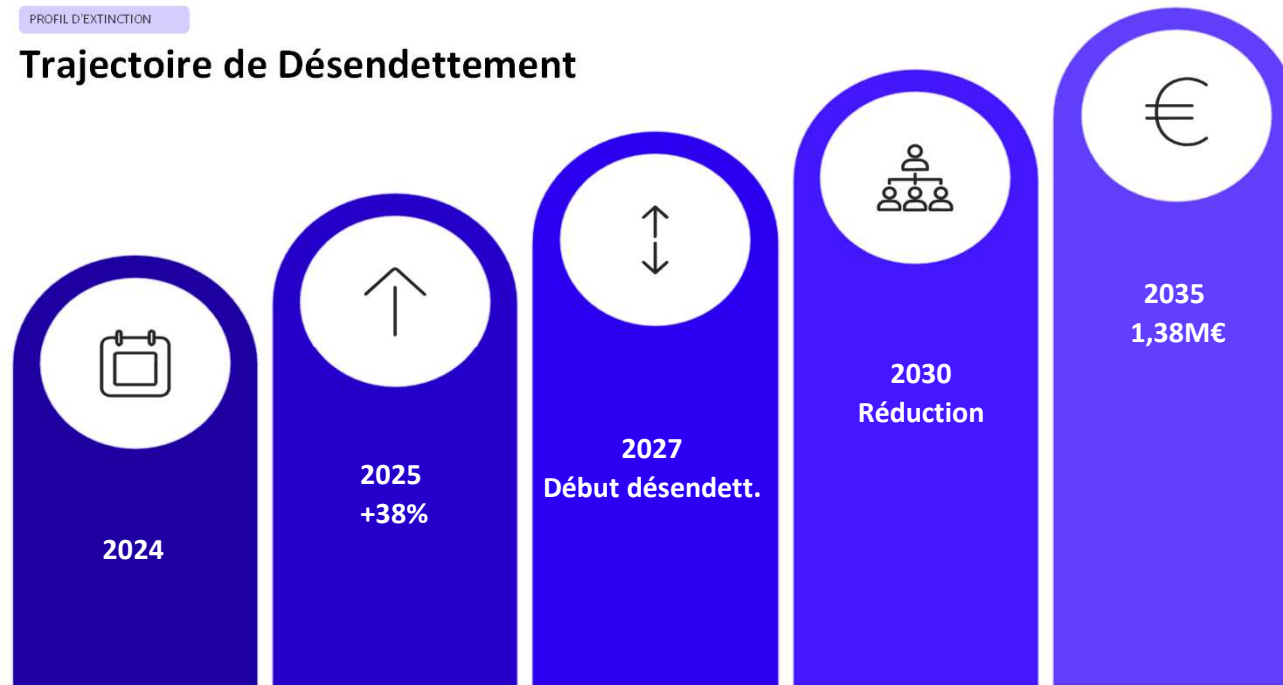 PROFIL D'EXTINCTION
Trajectoire de Désendettement
2024
2025
+38%
2027
Début désendett.
2030
Réduction
2035
1,38M€